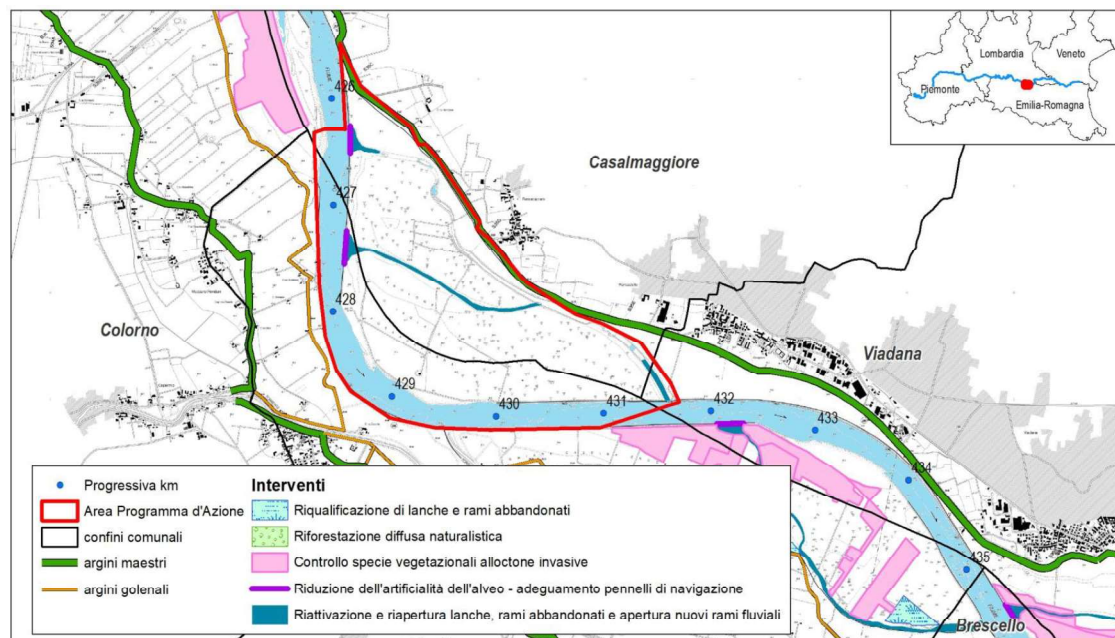 Lombardia
Veneto
Piemonte
Emilia-Romagna
426
Casalmaggiore
427
428
Colorno
Viadana
429
430
431
432
433
434
435
Brescello
Progressiva km
Area Programma d'Azione
confini comunali
argini maestri
argini golenali
Interventi
Riqualificazione di lanche e rami abbandonati
Riforestazione diffusa naturalistica
Controllo specie vegetazionali alloctone invasive
Riduzione dell'artificialità dell'alveo - adeguamento pennelli di navigazione
Riattivazione e riapertura lanche, rami abbandonati e apertura nuovi rami fluviali